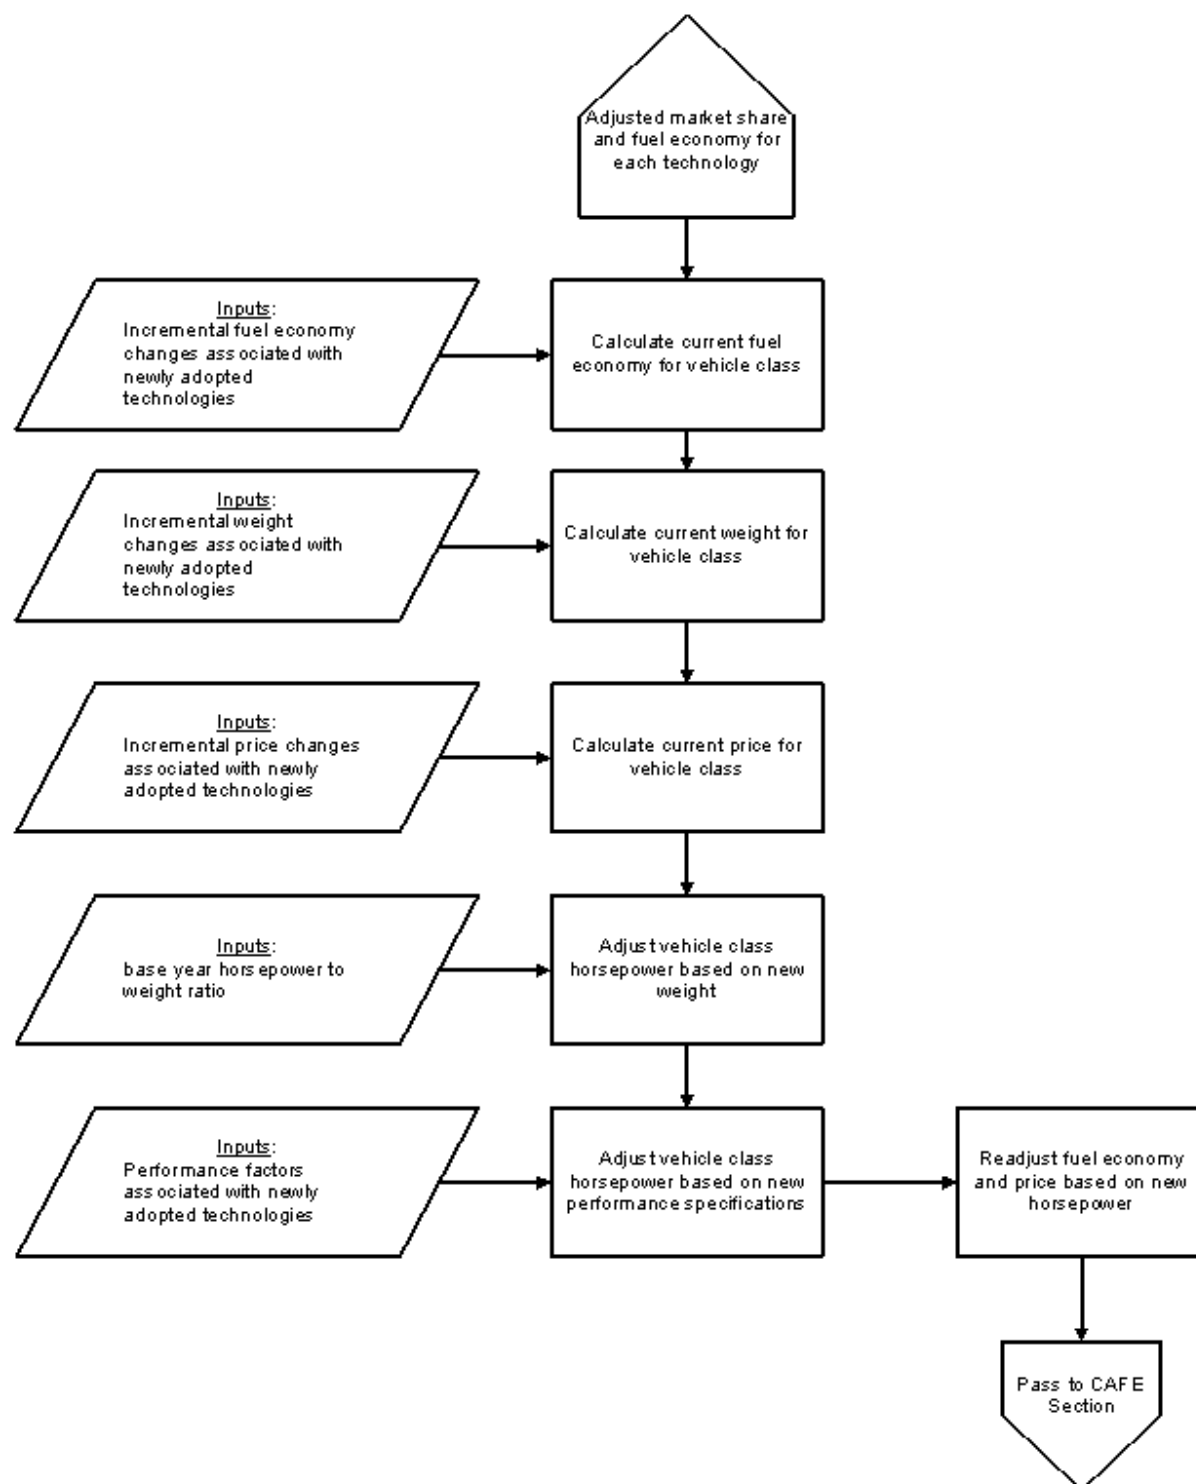 Adjusted market share
and fuel economy for
each technology
Inputs:
Incremental fuel economy
changes associated with
newly adopted
technologies
Calculate current fuel
economy for vehicle class
Inputs:
Incremental weight
changes associated with
newly adopted
technologies
Calculate current weight for
vehicle class
Inputs:
Incremental price changes
associated with newly
adopted technologies
Calculate current price for
vehicle class
Inputs:
base year horsepower to
weight ratio
Adjust vehicle class
horsepower based on new
weight
Inputs:
Performance factors
associated with newly
adopted technologies
Adjust vehicle class
horsepower based on new
performance specifications
Readjust fuel economy
and price based on new
horsepower
Pass to CAFE
Section